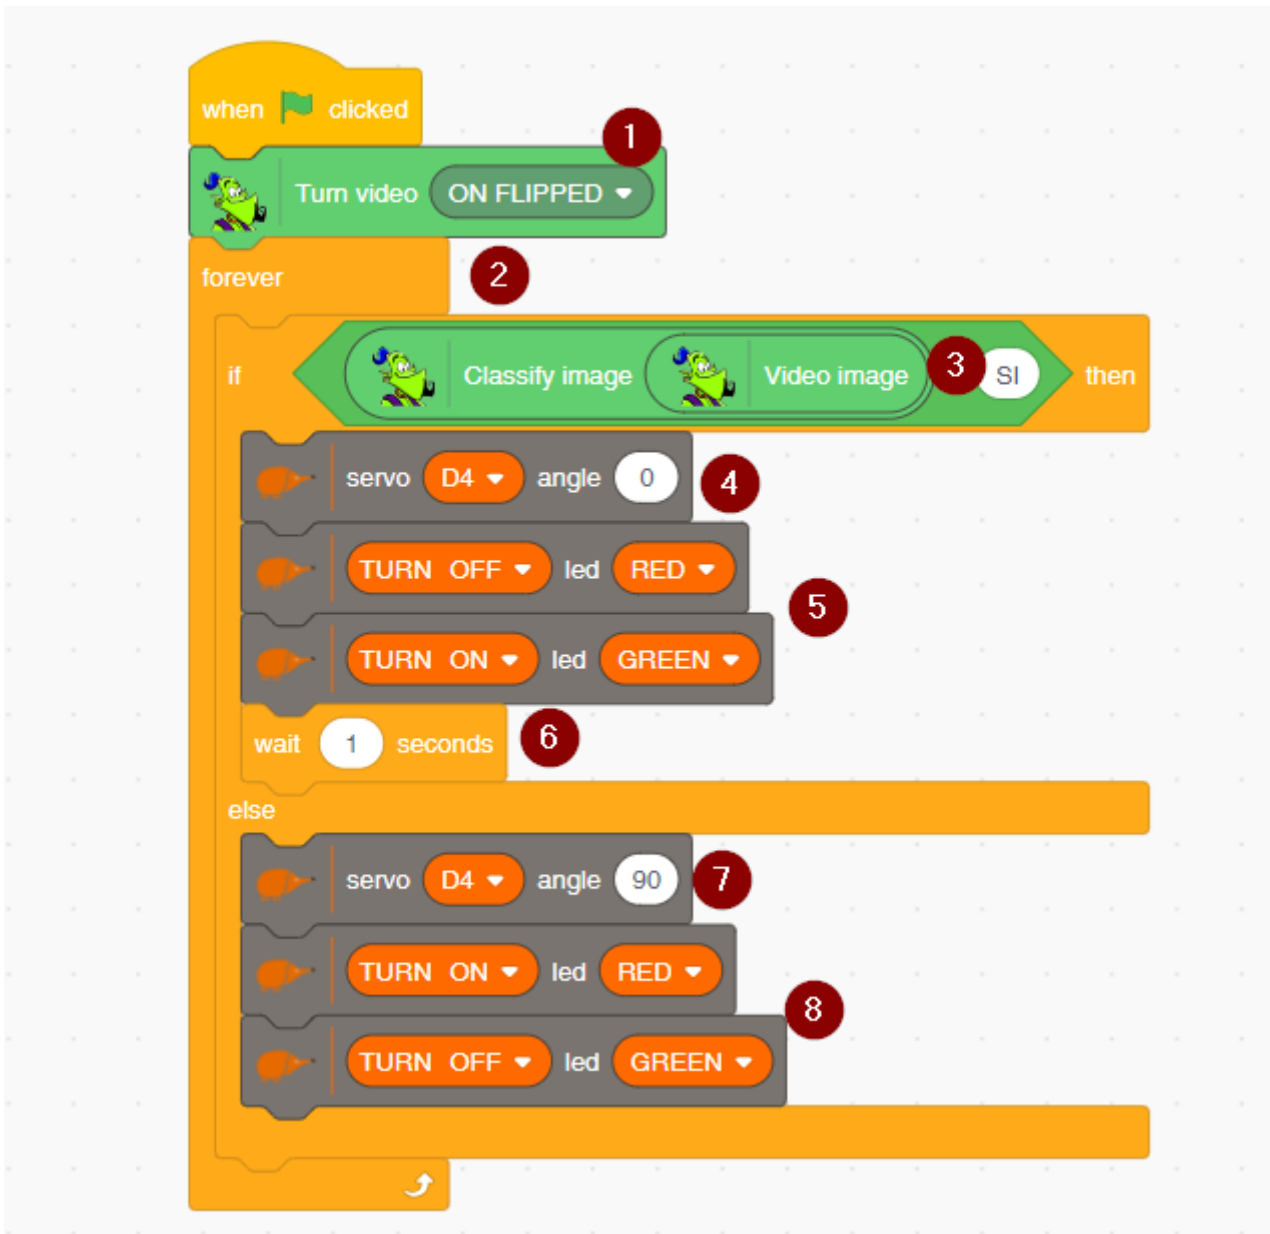 when clicked
1
Turn video ON FLIPPED
forever
2
if Classify image Video image 3 SI then
servo D4 angle 0
4
TURN OFF led RED
5
TURN ON led GREEN
wait 1 seconds
6
else
servo D4 angle 90
7
TURN ON led RED
8
TURN OFF led GREEN